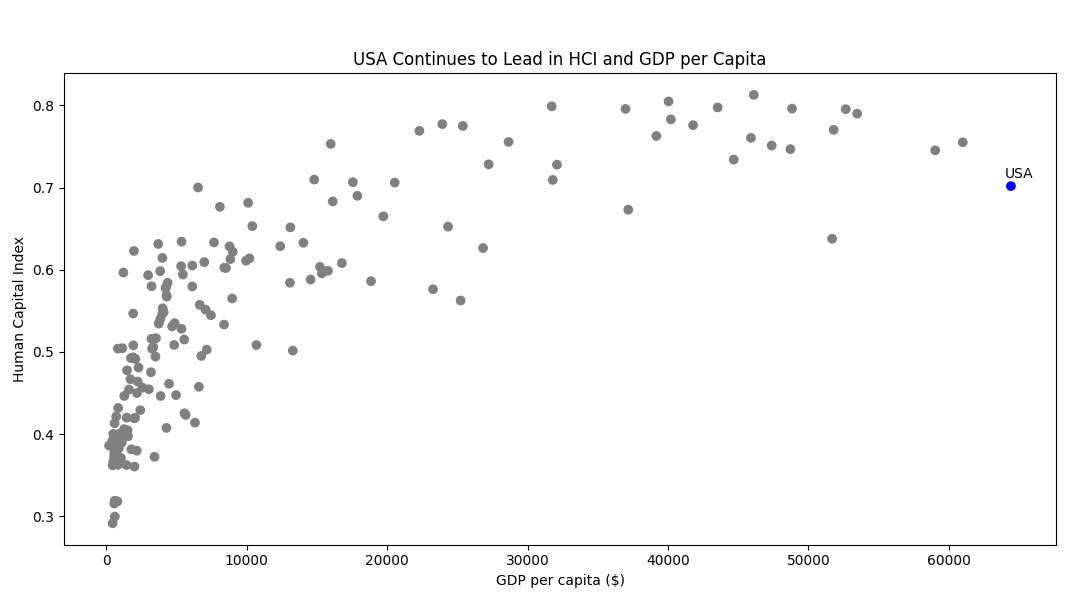 USA Continues to Lead in HCI and GDP per Capita
Human Capital Index
0.8
0.7
0.6
0.5
0.4
0.3
USA
0 10000 20000 30000 40000 50000 60000
GDP per capita ($)